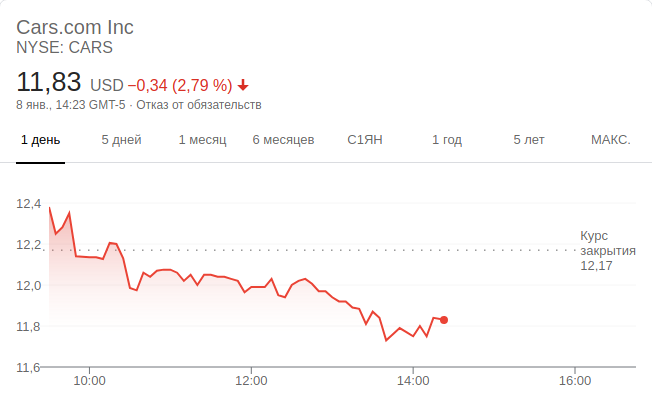 Cars.com Inc
NYSE: CARS
11,83 USD −0,34 (2,79 %)
8 янв., 14:23 GMT-5 · Отказ от обязательств
1 день 5 дней 1 месяц 6 месяцев С1ЯН 1 год 5 лет МАКС.
12,4
Курс
12,2
закрытия
12,17
12,0
11,8
11,6
10:00 12:00 14:00 16:00